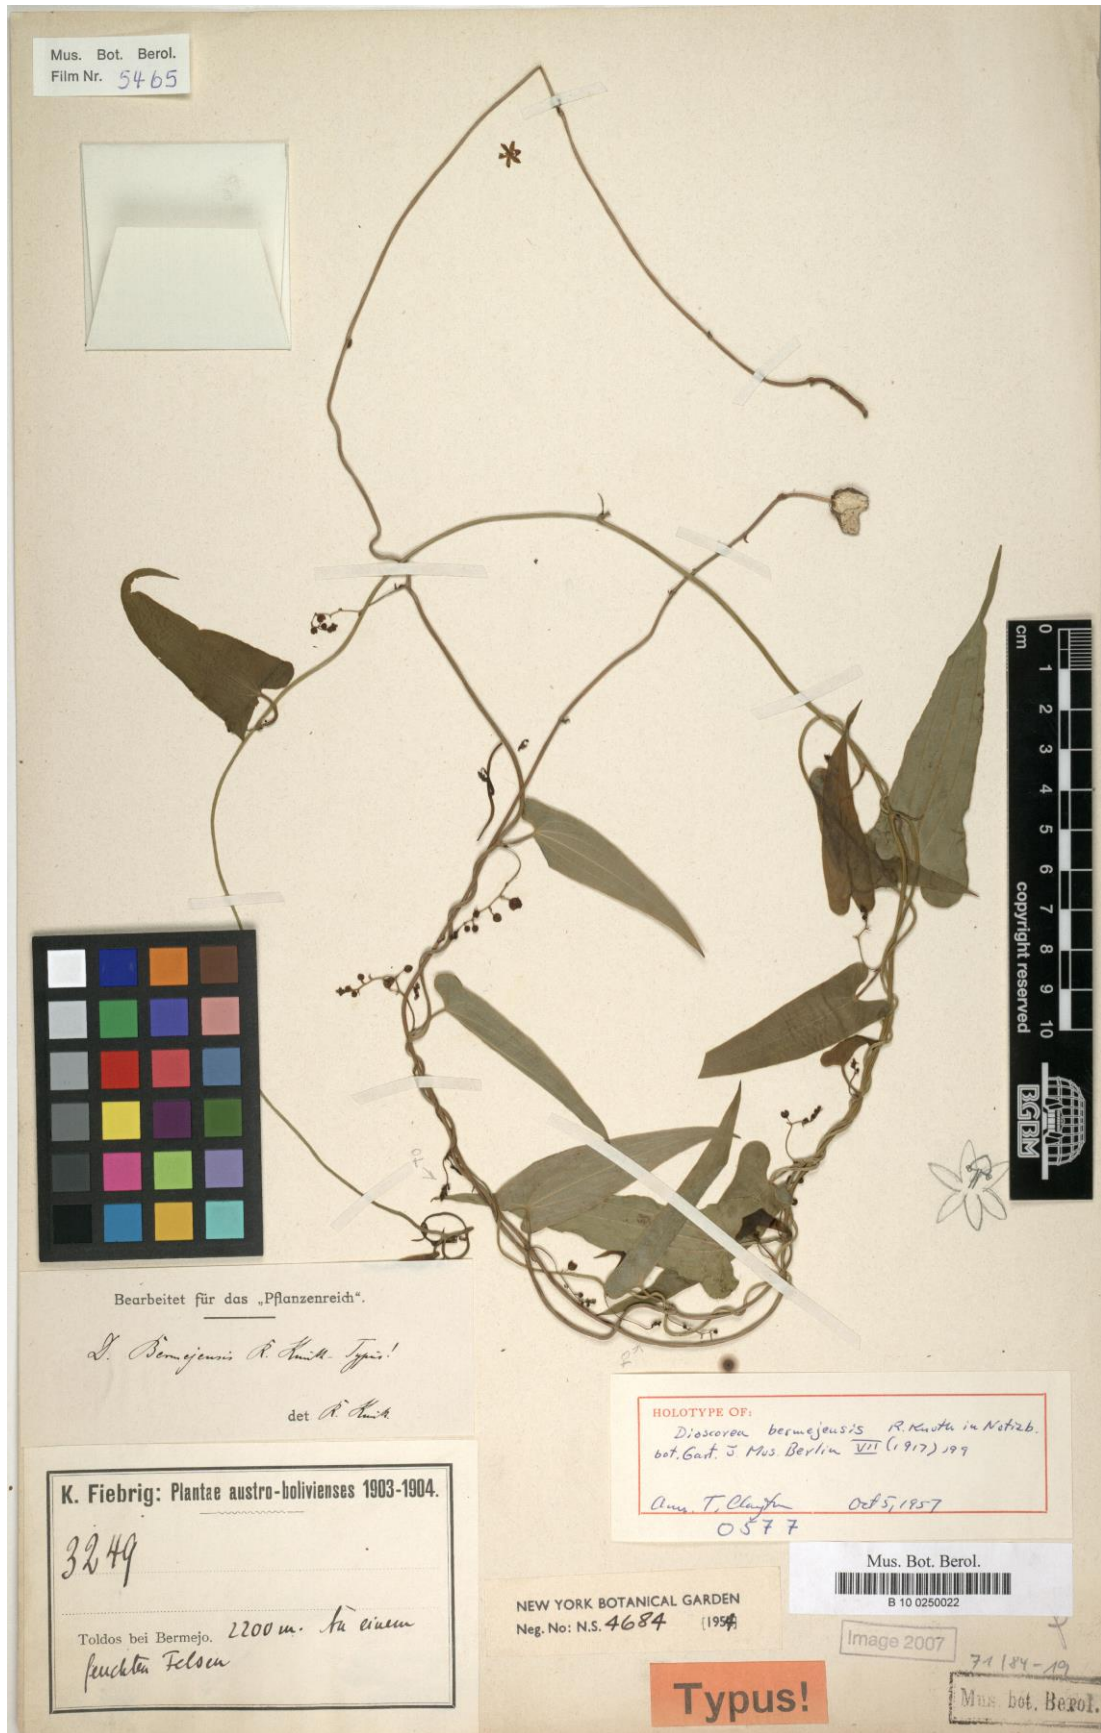 Mus. Bot. Berol.
Film Nr. 5465
cm
0
1
2
3
4
5
6
7
8
9
10
copyright reserved
BGBM
Bearbeitet für das „Pflanzenreich“.
D. Bermejensis R. Knuth Typus!
det R. Knuth
K. Fiebrig: Plantae austro-bolivienses 1903-1904.
3249
Toldos bei Bermejo. 2200 m. An einem
feuchten Felsen
HOLOTYPE OF:
Dioscorea bermejensis R. Knuth in Notizb.
bot. Gart. Mus. Berlin VII (1917) 199
T. Oct 5, 1957
0577
Mus. Bot. Berol.
B 10 0250022
NEW YORK BOTANICAL GARDEN
Neg. No: N.S. 4684 [1954]
Image 2007
71/84-19
Typus!
Mus. bot. Berol.